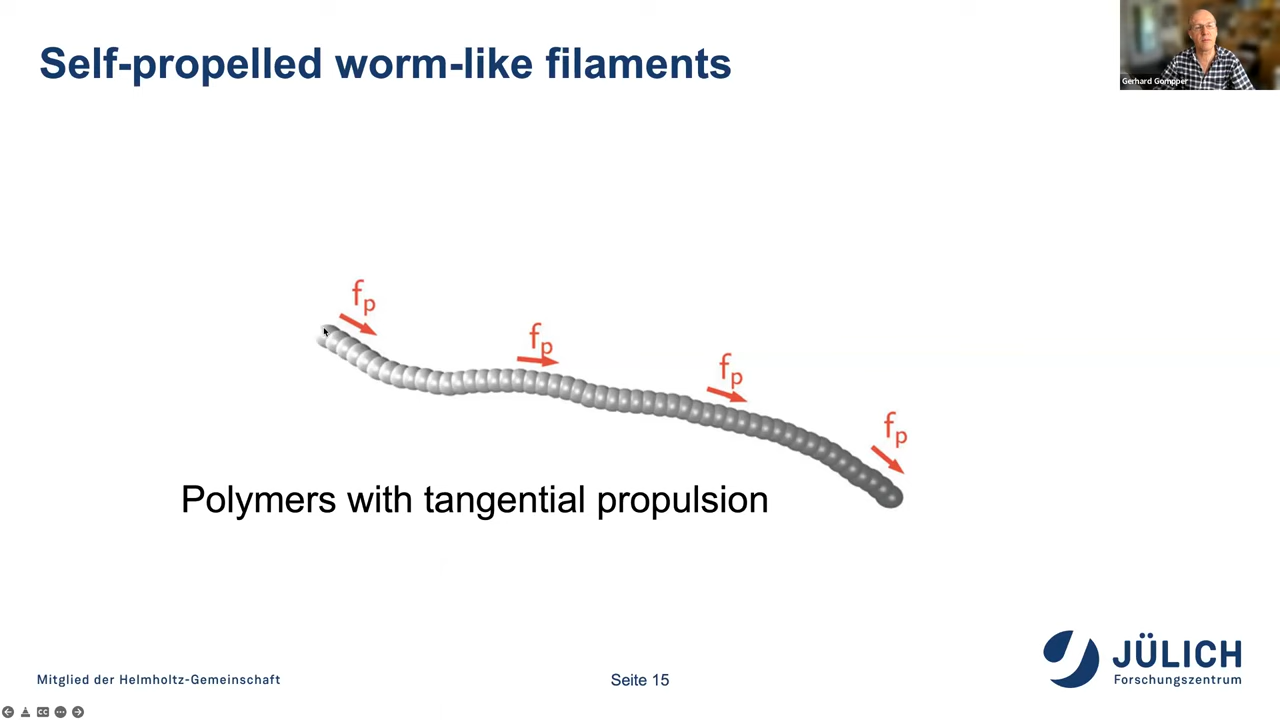 Self-propelled worm-like filaments
Gerhard Gompper
fp
fp
fp
fp
Polymers with tangential propulsion
Mitglied der Helmholtz-Gemeinschaft
Seite 15
JÜLICH
Forschungszentrum
CC